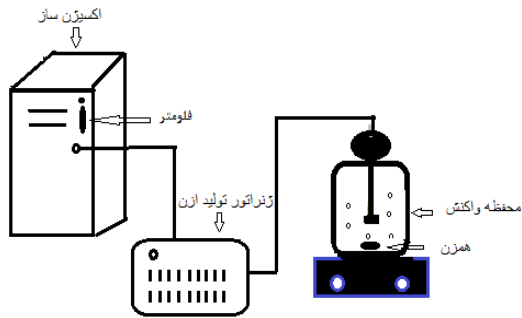 اکسیژن ساز
فلومتر
ژنراتور تولید ازن
محفظه واکنش
همزن